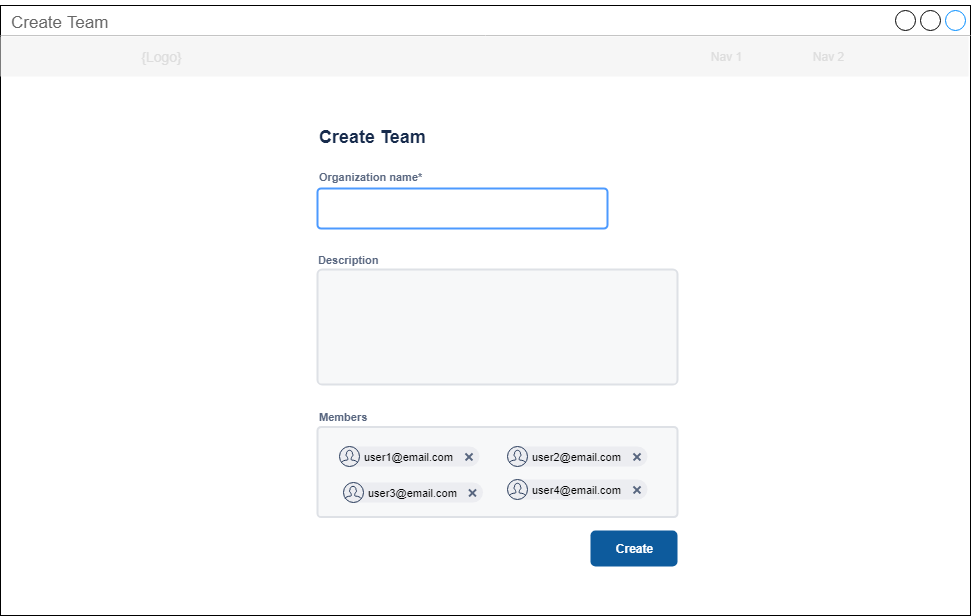 Create Team
{Logo} Nav 1 Nav 2
Create Team
Organization name*
Description
Members
user1@email.com user2@email.com
user3@email.com user4@email.com
Create